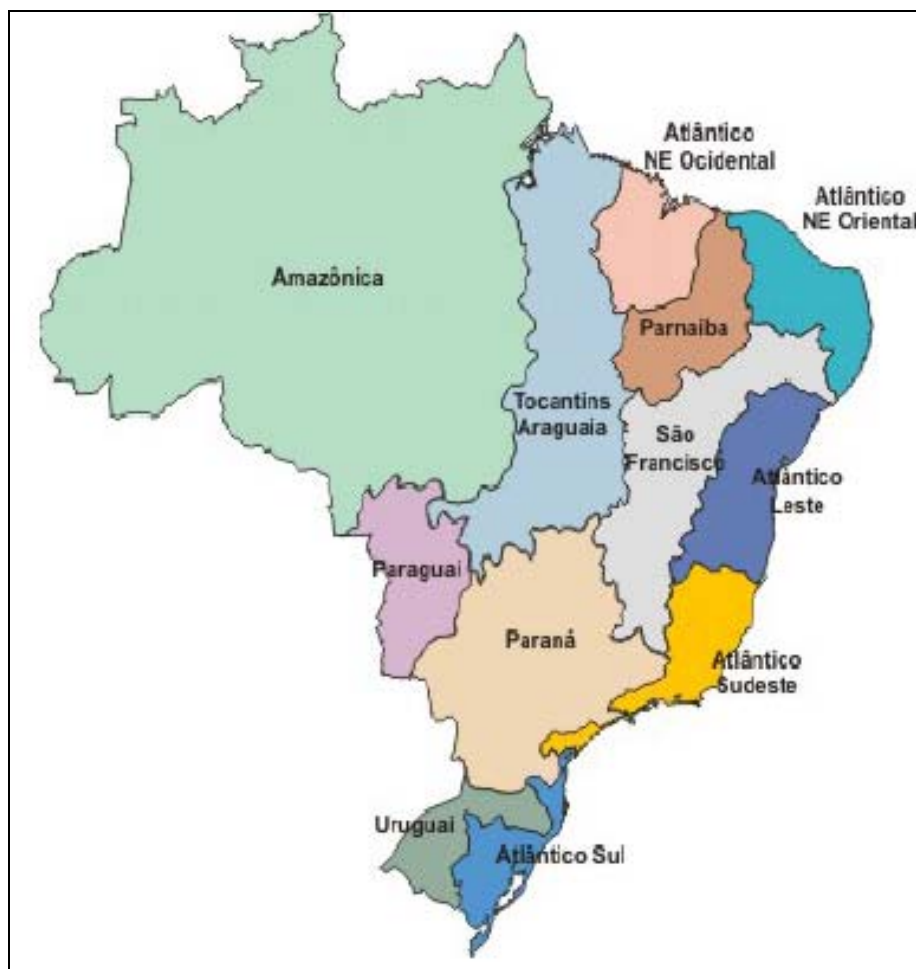 Atlântico
NE Ocidental
Atlântico
NE Oriental
Amazônica
Parnaíba
Tocantins
Araguaia
São
Francisco
Atlântico
Leste
Paraguai
Paraná
Atlântico
Sudeste
Uruguai
Atlântico Sul